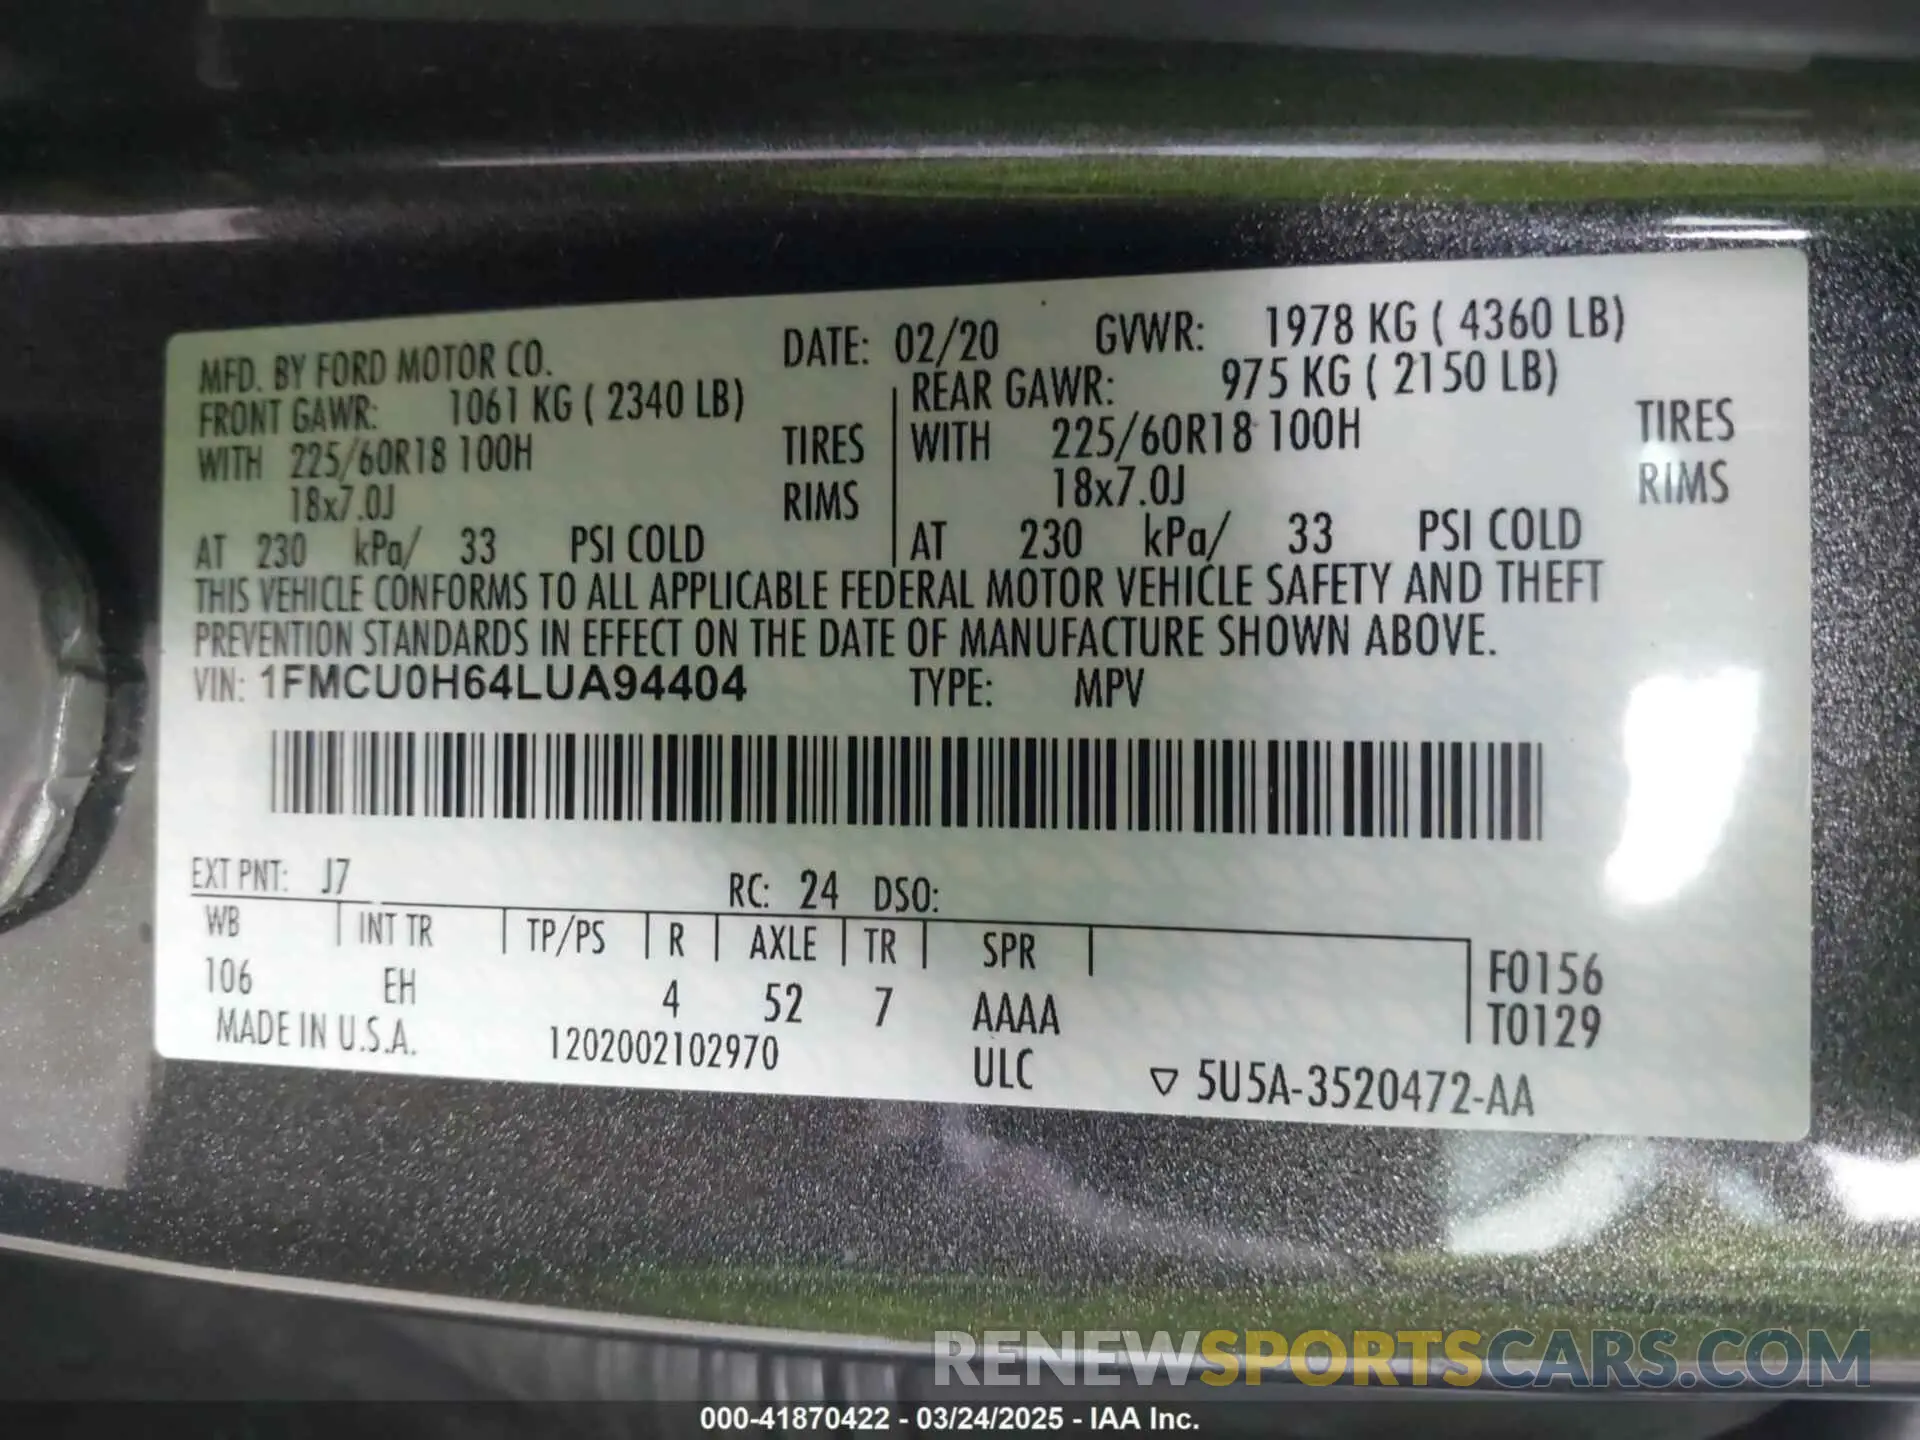 MFD. BY FORD MOTOR CO. DATE: 02/20 GVWR: 1978 KG ( 4360 LB)
FRONT GAWR: 1061 KG ( 2340 LB) REAR GAWR: 975 KG ( 2150 LB)
WITH 225/60R18 100H TIRES WITH 225/60R18 100H TIRES
18x7.0J RIMS 18x7.0J RIMS
AT 230 kPa/ 33 PSI COLD AT 230 kPa/ 33 PSI COLD
THIS VEHICLE CONFORMS TO ALL APPLICABLE FEDERAL MOTOR VEHICLE SAFETY AND THEFT
PREVENTION STANDARDS IN EFFECT ON THE DATE OF MANUFACTURE SHOWN ABOVE.
VIN: 1FMCU0H64LUA94404 TYPE: MPV
EXT PNT: J7 RC: 24 DSO:
WB INT TR TP/PS R AXLE TR SPR F0156
106 EH 4 52 7 AAAA T0129
MADE IN U.S.A. 1202002102970 ULC ▽ 5U5A-3520472-AA
RENEWSPORTSCARS.COM
000-41870422 - 03/24/2025 - IAA Inc.